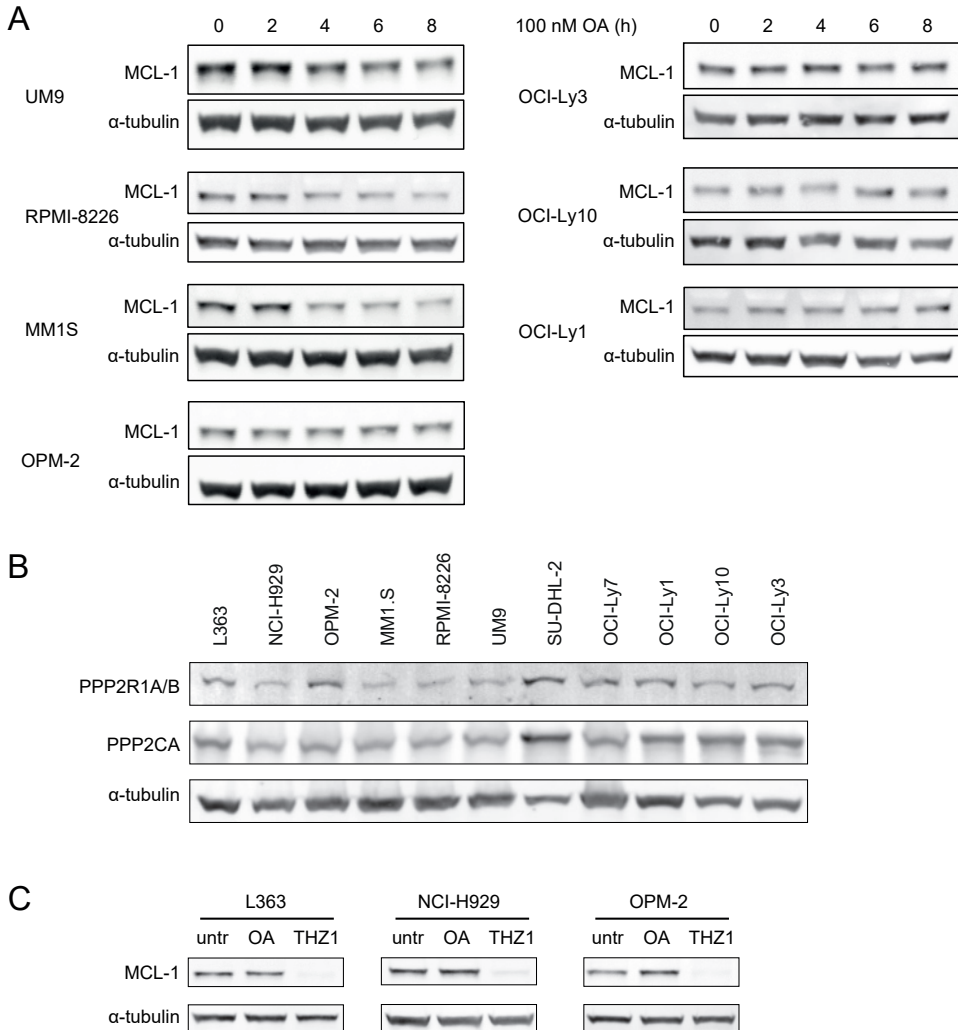 A
0 2 4 6 8
UM9
MCL-1
α-tubulin
RPMI-8226
MCL-1
α-tubulin
MM1S
MCL-1
α-tubulin
OPM-2
MCL-1
α-tubulin
100 nM OA (h) 0 2 4 6 8
OCI-Ly3
MCL-1
α-tubulin
OCI-Ly10
MCL-1
α-tubulin
OCI-Ly1
MCL-1
α-tubulin
B
L363 NCI-H929 OPM-2 MM1.S RPMI-8226 UM9 SU-DHL-2 OCI-Ly7 OCI-Ly1 OCI-Ly10 OCI-Ly3
PPP2R1A/B
PPP2CA
α-tubulin
C
L363 NCI-H929 OPM-2
untr OA THZ1 untr OA THZ1 untr OA THZ1
MCL-1
α-tubulin